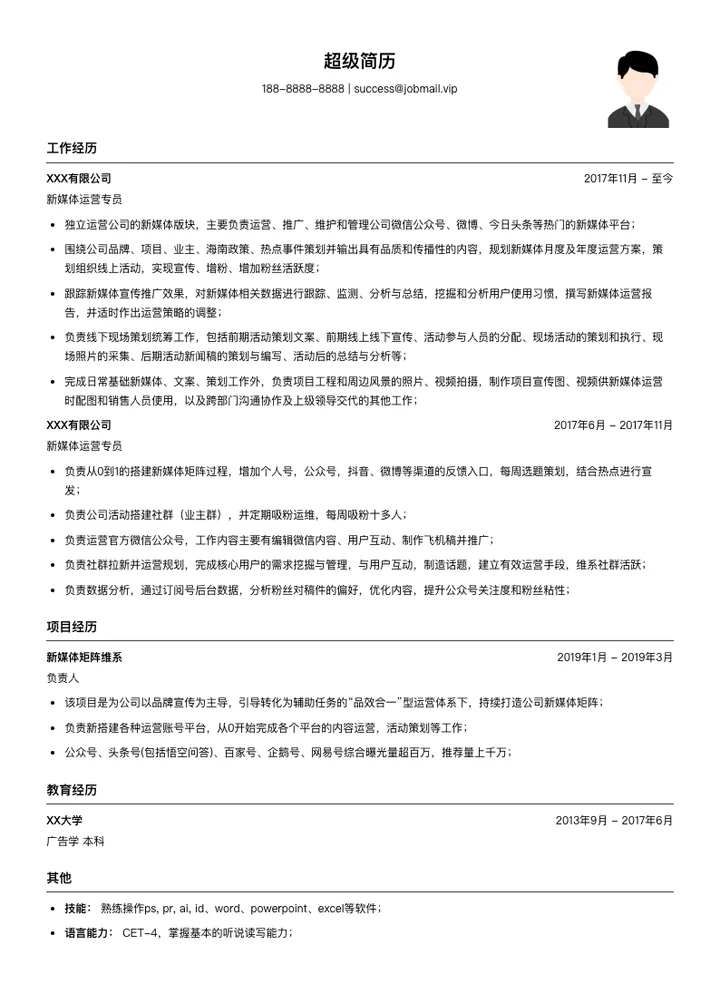 超级简历
188-8888-8888 | success@jobmail.vip
工作经历
XXX有限公司 2017年11月 – 至今
新媒体运营专员
• 独立运营公司的新媒体版块，主要负责运营、推广、维护和管理公司微信公众号、微博、今日头条等热门的新媒体平台；
• 围绕公司品牌、项目、业主、海南政策、热点事件策划并输出具有品质和传播性的内容，规划新媒体月度及年度运营方案，策
划组织线上活动，实现宣传、增粉、增加粉丝活跃度；
• 跟踪新媒体宣传推广效果，对新媒体相关数据进行跟踪、监测、分析与总结，挖掘和分析用户使用习惯，撰写新媒体运营报
告，并适时作出运营策略的调整；
• 负责线下现场策划统筹工作，包括前期活动策划文案、前期线上线下宣传、活动参与人员的分配、现场活动的策划和执行、现
场照片的采集、后期活动新闻稿的策划与编写、活动后的总结与分析等；
• 完成日常基础新媒体、文案、策划工作外，负责项目工程和周边风景的照片、视频拍摄，制作项目宣传图、视频供新媒体运营
时配图和销售人员使用，以及跨部门沟通协作及上级领导交代的其他工作；
XXX有限公司 2017年6月 – 2017年11月
新媒体运营专员
• 负责从0到1的搭建新媒体矩阵过程，增加个人号，公众号，抖音、微博等渠道的反馈入口，每周选题策划，结合热点进行宣
发；
• 负责公司活动搭建社群（业主群），并定期吸粉运维，每周吸粉十多人；
• 负责运营官方微信公众号，工作内容主要有编辑微信内容、用户互动、制作飞机稿并推广；
• 负责社群拉新并运营规划，完成核心用户的需求挖掘与管理，与用户互动，制造话题，建立有效运营手段，维系社群活跃；
• 负责数据分析，通过订阅号后台数据，分析粉丝对稿件的偏好，优化内容，提升公众号关注度和粉丝粘性；
项目经历
新媒体矩阵维系 2019年1月 – 2019年3月
负责人
• 该项目是为公司以品牌宣传为主导，引导转化为辅助任务的“品效合一”型运营体系下，持续打造公司新媒体矩阵；
• 负责新搭建各种运营账号平台，从0开始完成各个平台的内容运营，活动策划等工作；
• 公众号、头条号(包括悟空问答)、百家号、企鹅号、网易号综合曝光量超百万，推荐量上千万；
教育经历
XX大学 2013年9月 – 2017年6月
广告学 本科
其他
• 技能： 熟练操作ps, pr, ai, id、word、powerpoint、excel等软件；
• 语言能力： CET-4，掌握基本的听说读写能力；